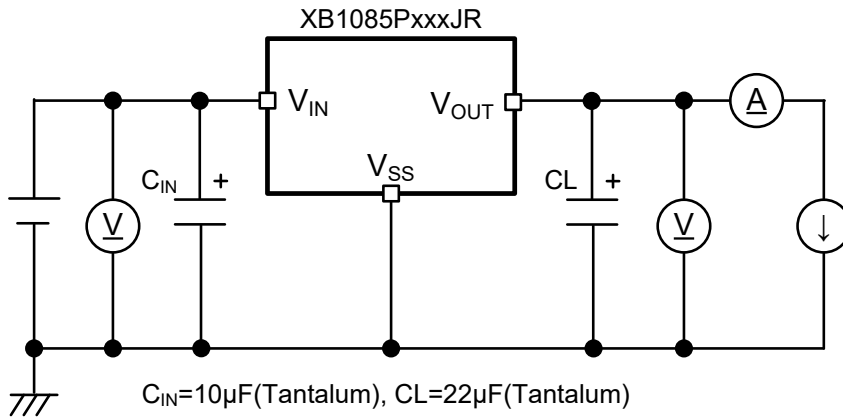 XB1085PxxxJR
V_IN
V_OUT
V_SS
C_IN
+
CL
+
V
V
A
↓
C_IN=10μF(Tantalum), CL=22μF(Tantalum)